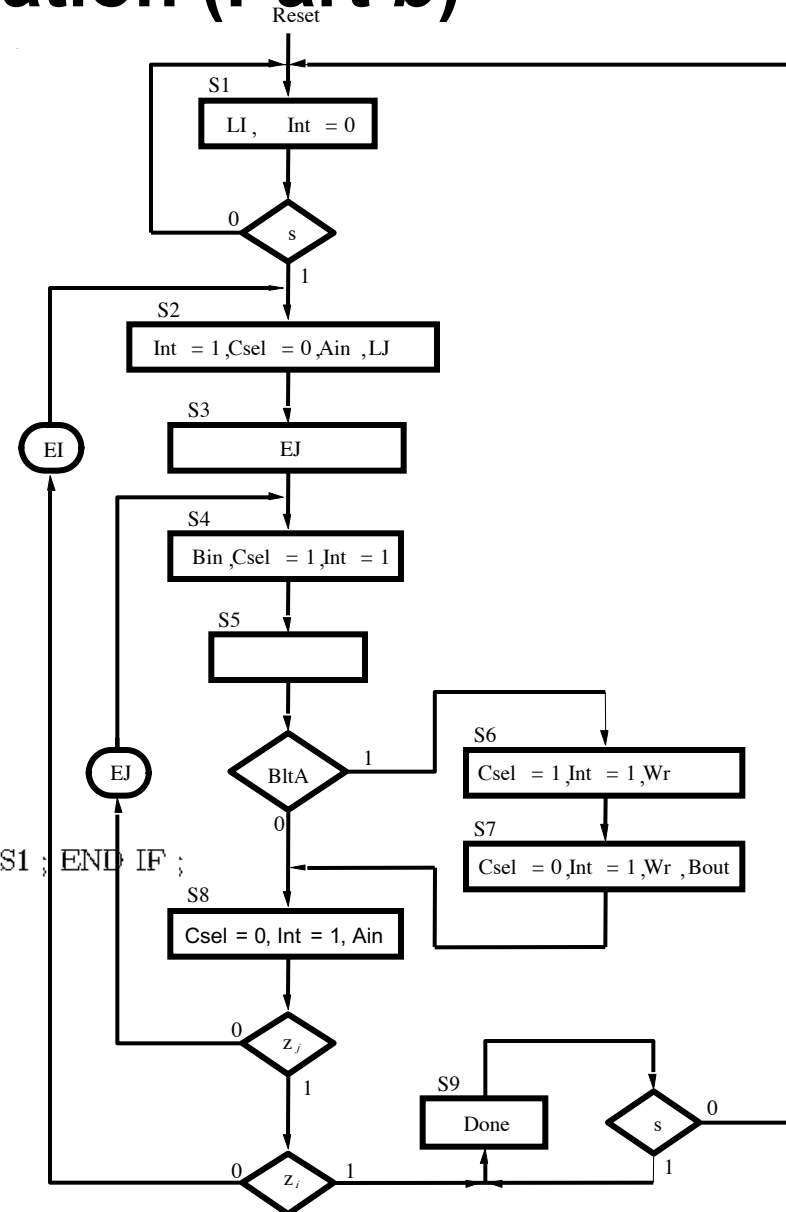 ation (Part b)
Reset
S1
LI, Int = 0
0
s
1
S2
Int = 1,Csel = 0,Ain ,LJ
S3
EI
EJ
S4
Bin ,Csel = 1,Int = 1
S5
S6
1
EJ
BltA
Csel = 1,Int = 1,Wr
0
S7
S1 ; END IF ;
Csel = 0,Int = 1,Wr ,Bout
S8
Csel = 0, Int = 1, Ain
0
zj
1
S9
Done
s
0
1
0
zi
1